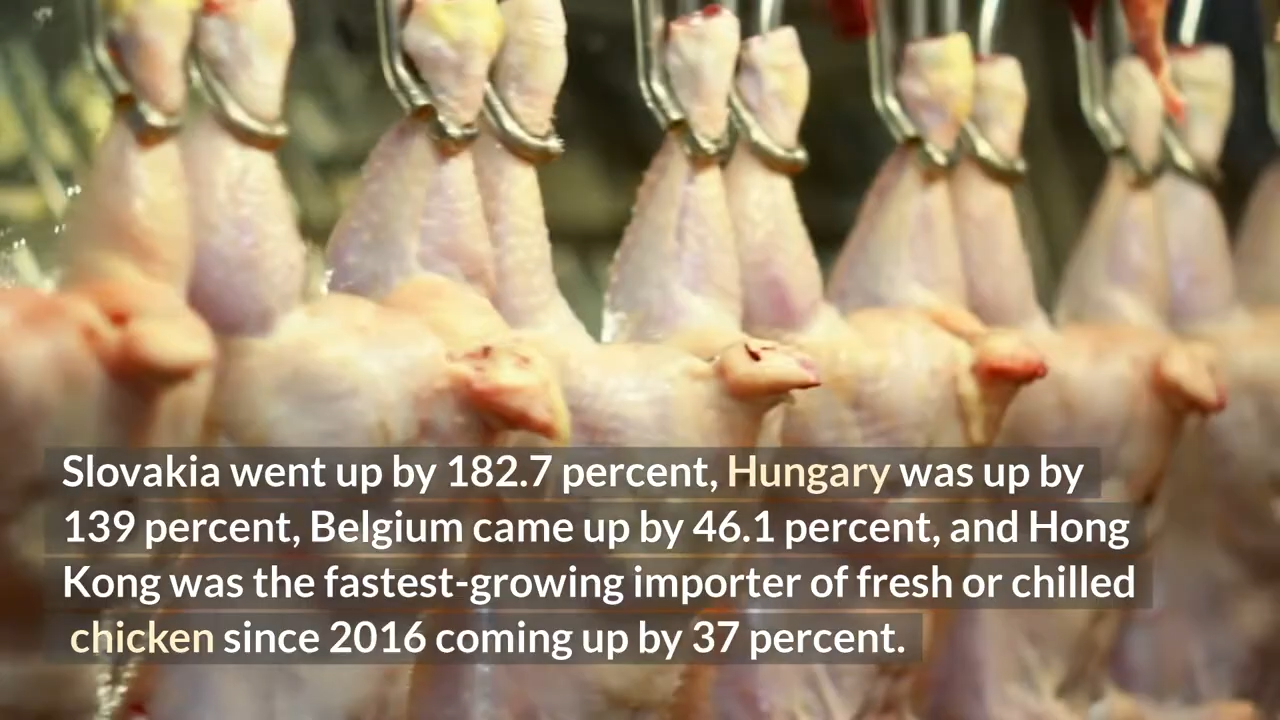 Slovakia went up by 182.7 percent, Hungary was up by
139 percent, Belgium came up by 46.1 percent, and Hong
Kong was the fastest-growing importer of fresh or chilled
chicken since 2016 coming up by 37 percent.